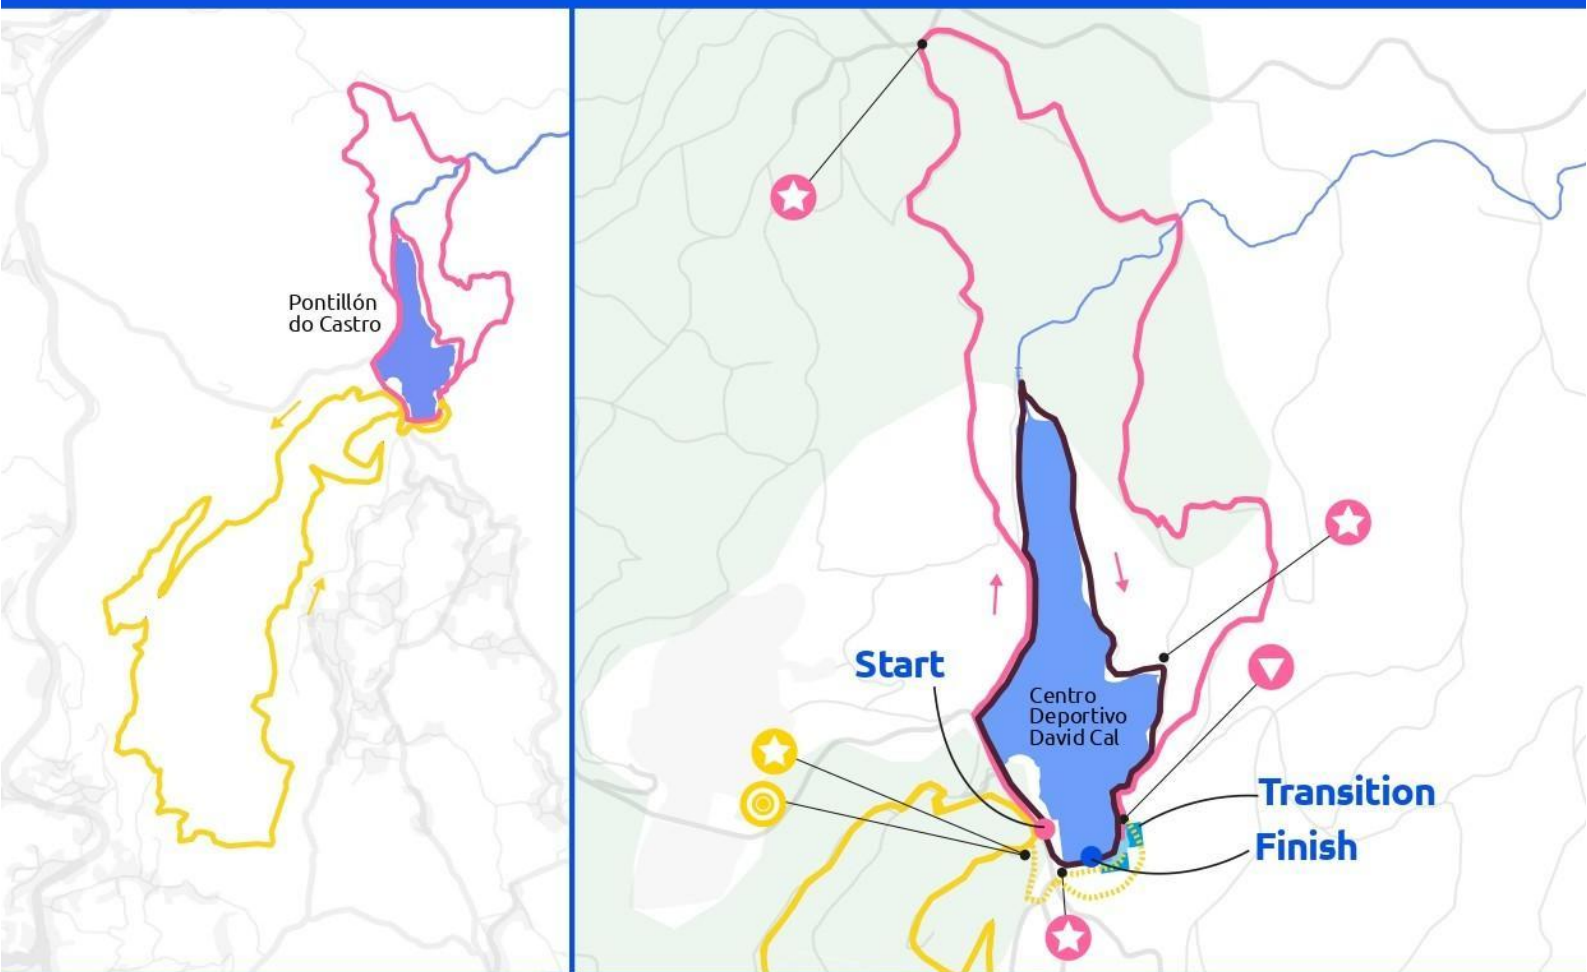 Pontillón
do Castro
Start
Centro
Deportivo
David Cal
Transition
Finish